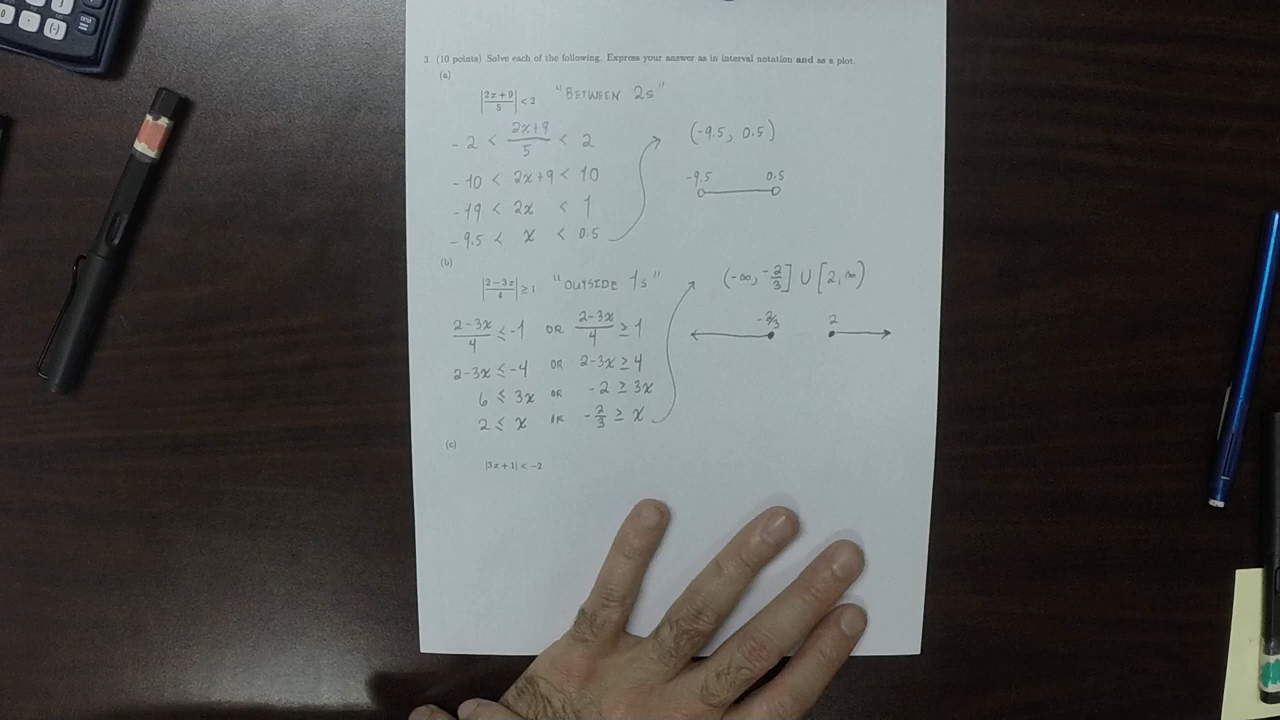 3. (10 points) Solve each of the following. Express your answer as in interval notation and as a plot.
(a)
|(2x + 9)/5| < 2 "BETWEEN 2s"
-2 < (2x+9)/5 < 2
-10 < 2x+9 < 10
-19 < 2x < 1
-9.5 < x < 0.5
(-9.5, 0.5)
-9.5 0.5
(b)
|(2 − 3x)/4| ≥ 1 "OUTSIDE 1s"
(2-3x)/4 ≤ -1 OR (2-3x)/4 ≥ 1
2-3x ≤ -4 OR 2-3x ≥ 4
6 ≤ 3x OR -2 ≥ 3x
2 ≤ x OR -2/3 ≥ x
(-∞, -2/3] ∪ [2, ∞)
-2/3 2
(c)
|3x + 1| < −2